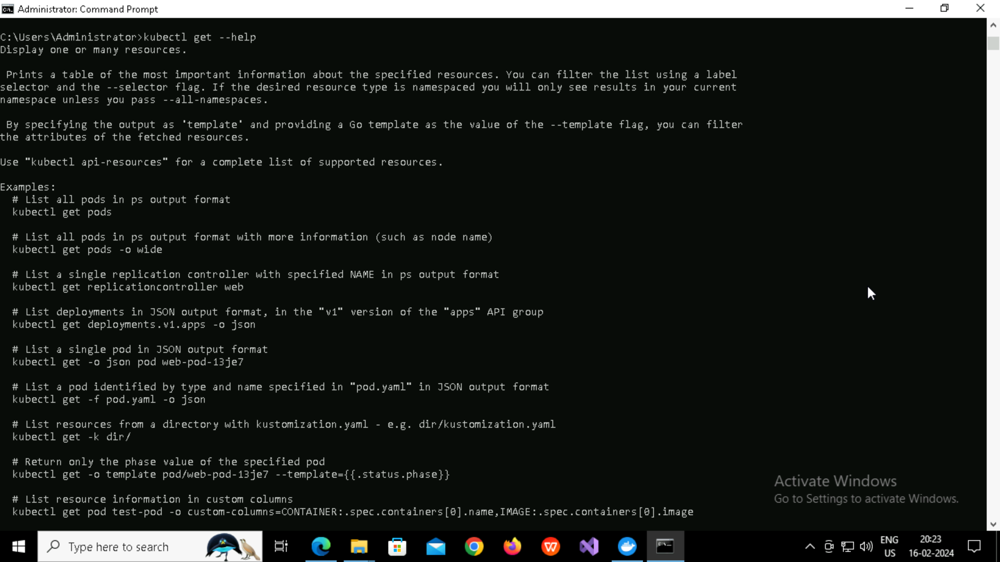 Administrator: Command Prompt
C:\Users\Administrator>kubectl get --help
Display one or many resources.
Prints a table of the most important information about the specified resources. You can filter the list using a label
selector and the --selector flag. If the desired resource type is namespaced you will only see results in your current
namespace unless you pass --all-namespaces.
By specifying the output as 'template' and providing a Go template as the value of the --template flag, you can filter
the attributes of the fetched resources.
Use "kubectl api-resources" for a complete list of supported resources.
Examples:
# List all pods in ps output format
kubectl get pods
# List all pods in ps output format with more information (such as node name)
kubectl get pods -o wide
# List a single replication controller with specified NAME in ps output format
kubectl get replicationcontroller web
# List deployments in JSON output format, in the "v1" version of the "apps" API group
kubectl get deployments.v1.apps -o json
# List a single pod in JSON output format
kubectl get -o json pod web-pod-13je7
# List a pod identified by type and name specified in "pod.yaml" in JSON output format
kubectl get -f pod.yaml -o json
# List resources from a directory with kustomization.yaml - e.g. dir/kustomization.yaml
kubectl get -k dir/
# Return only the phase value of the specified pod
kubectl get -o template pod/web-pod-13je7 --template={{.status.phase}}
# List resource information in custom columns
kubectl get pod test-pod -o custom-columns=CONTAINER:.spec.containers[0].name,IMAGE:.spec.containers[0].image
Activate Windows
Go to Settings to activate Windows.
Type here to search
ENG
US
20:23
16-02-2024